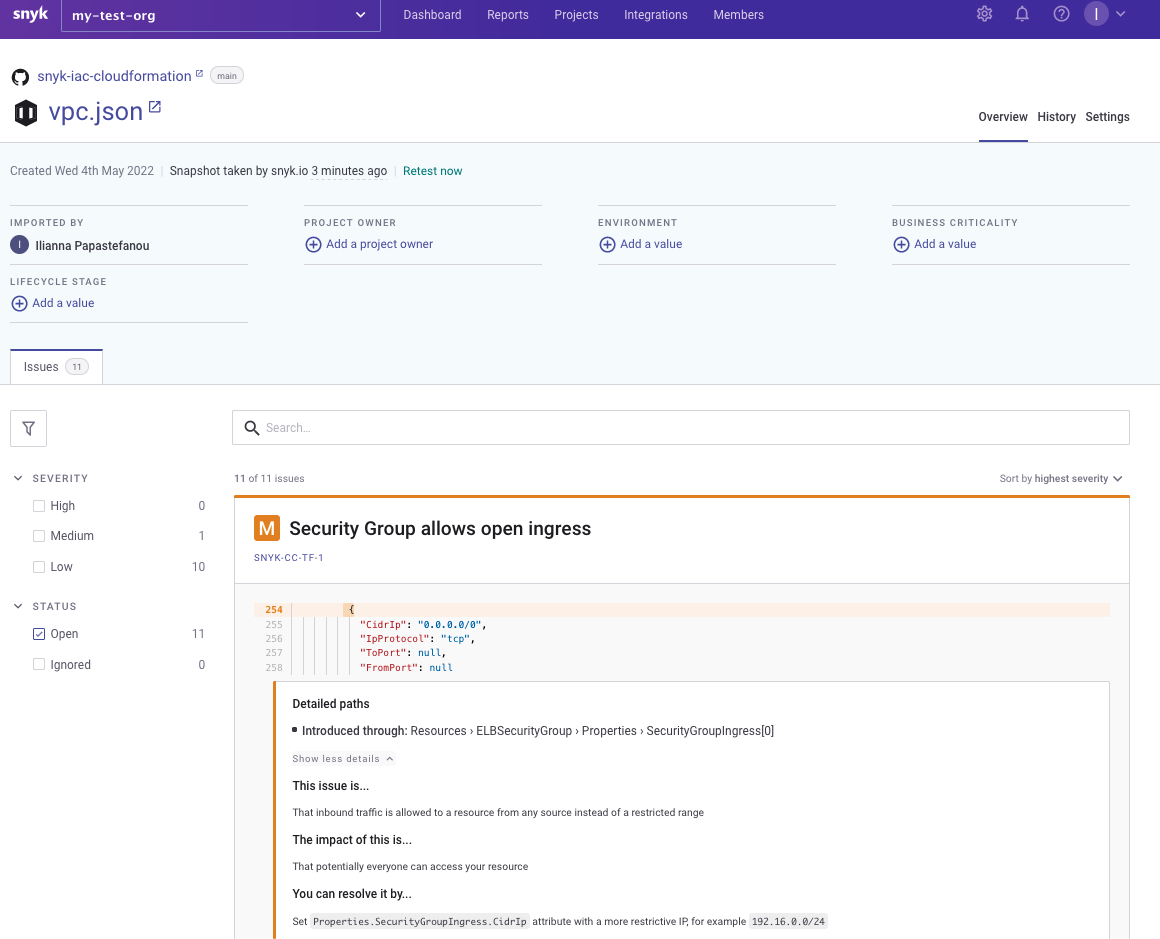 snyk my-test-org Dashboard Reports Projects Integrations Members I
snyk-iac-cloudformation main
vpc.json
Overview History Settings
Created Wed 4th May 2022 | Snapshot taken by snyk.io 3 minutes ago | Retest now
IMPORTED BY PROJECT OWNER ENVIRONMENT BUSINESS CRITICALITY
I Ilianna Papastefanou Add a project owner Add a value Add a value
LIFECYCLE STAGE
Add a value
Issues 11
Search...
SEVERITY
High 0
Medium 1
Low 10
STATUS
Open 11
Ignored 0
11 of 11 issues Sort by highest severity
M Security Group allows open ingress
SNYK-CC-TF-1
254 {
255 "CidrIp": "0.0.0.0/0",
256 "IpProtocol": "tcp",
257 "ToPort": null,
258 "FromPort": null
Detailed paths
Introduced through: Resources › ELBSecurityGroup › Properties › SecurityGroupIngress[0]
Show less details
This issue is...
That inbound traffic is allowed to a resource from any source instead of a restricted range
The impact of this is...
That potentially everyone can access your resource
You can resolve it by...
Set Properties.SecurityGroupIngress.CidrIp attribute with a more restrictive IP, for example 192.16.0.0/24